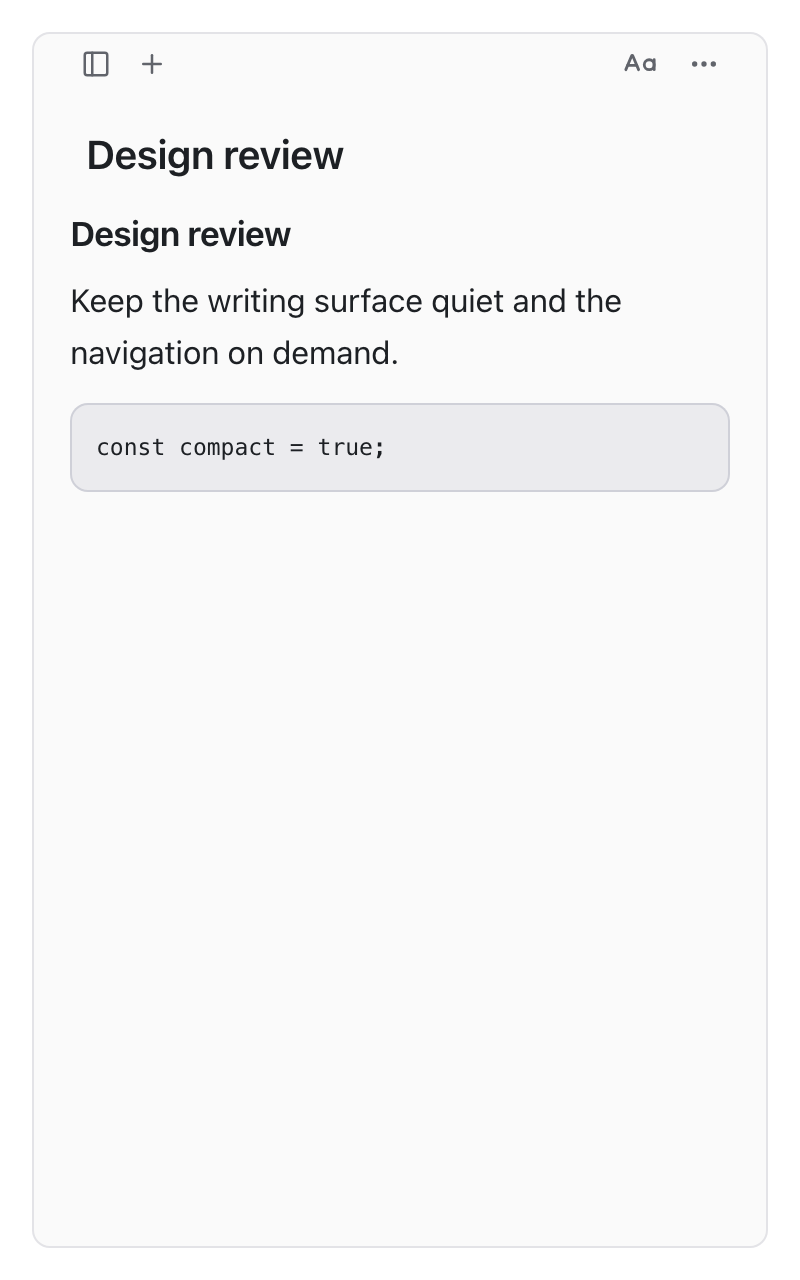 Aa
Design review
Design review
Keep the writing surface quiet and the
navigation on demand.
const compact = true;